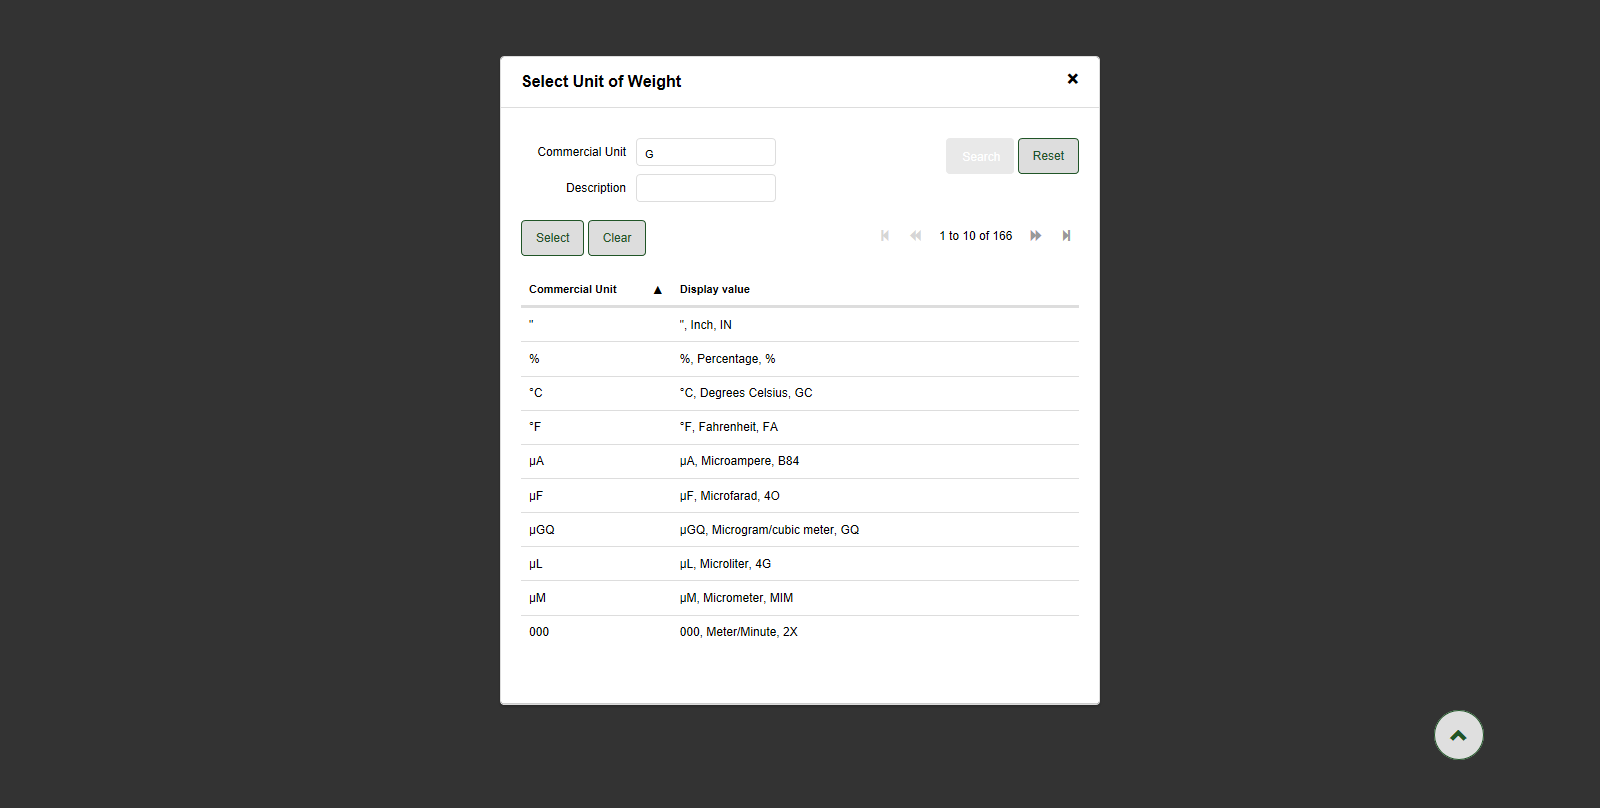 Select Unit of Weight
Commercial Unit G
Search Reset
Description
Select Clear
1 to 10 of 166
Commercial Unit ▲ Display value
" ", Inch, IN
% %, Percentage, %
°C °C, Degrees Celsius, GC
°F °F, Fahrenheit, FA
µA µA, Microampere, B84
µF µF, Microfarad, 4O
µGQ µGQ, Microgram/cubic meter, GQ
µL µL, Microliter, 4G
µM µM, Micrometer, MIM
000 000, Meter/Minute, 2X